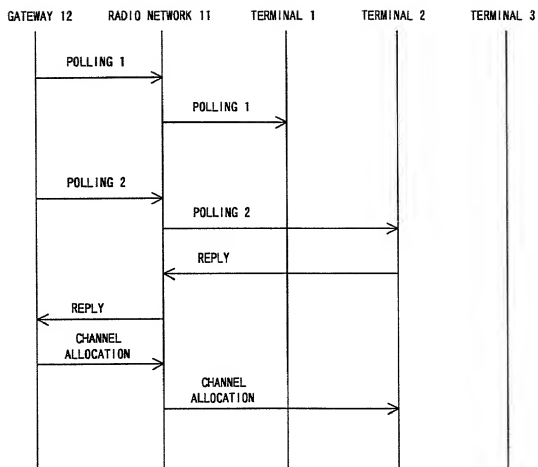 GATEWAY 12 RADIO NETWORK 11 TERMINAL 1 TERMINAL 2 TERMINAL 3
POLLING 1
POLLING 1
POLLING 2
POLLING 2
REPLY
REPLY
CHANNEL
ALLOCATION
CHANNEL
ALLOCATION